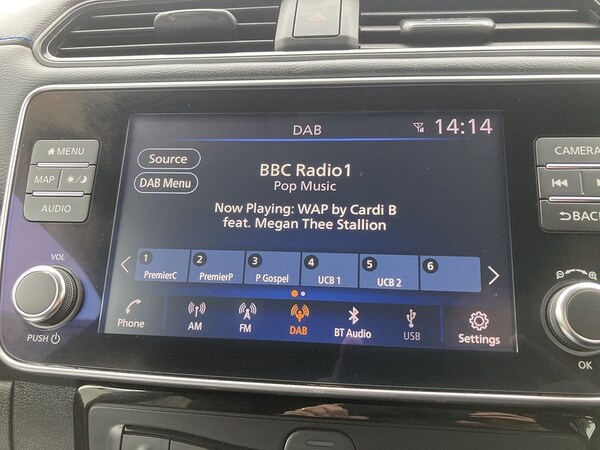 DAB
14:14
MENU
MAP
AUDIO
VOL
PUSH
Source
DAB Menu
BBC Radio1
Pop Music
Now Playing: WAP by Cardi B
feat. Megan Thee Stallion
1 PremierC
2 PremierP
3 P Gospel
4 UCB 1
5 UCB 2
6
Phone
AM
FM
DAB
BT Audio
USB
Settings
CAMERA
BACK
OK